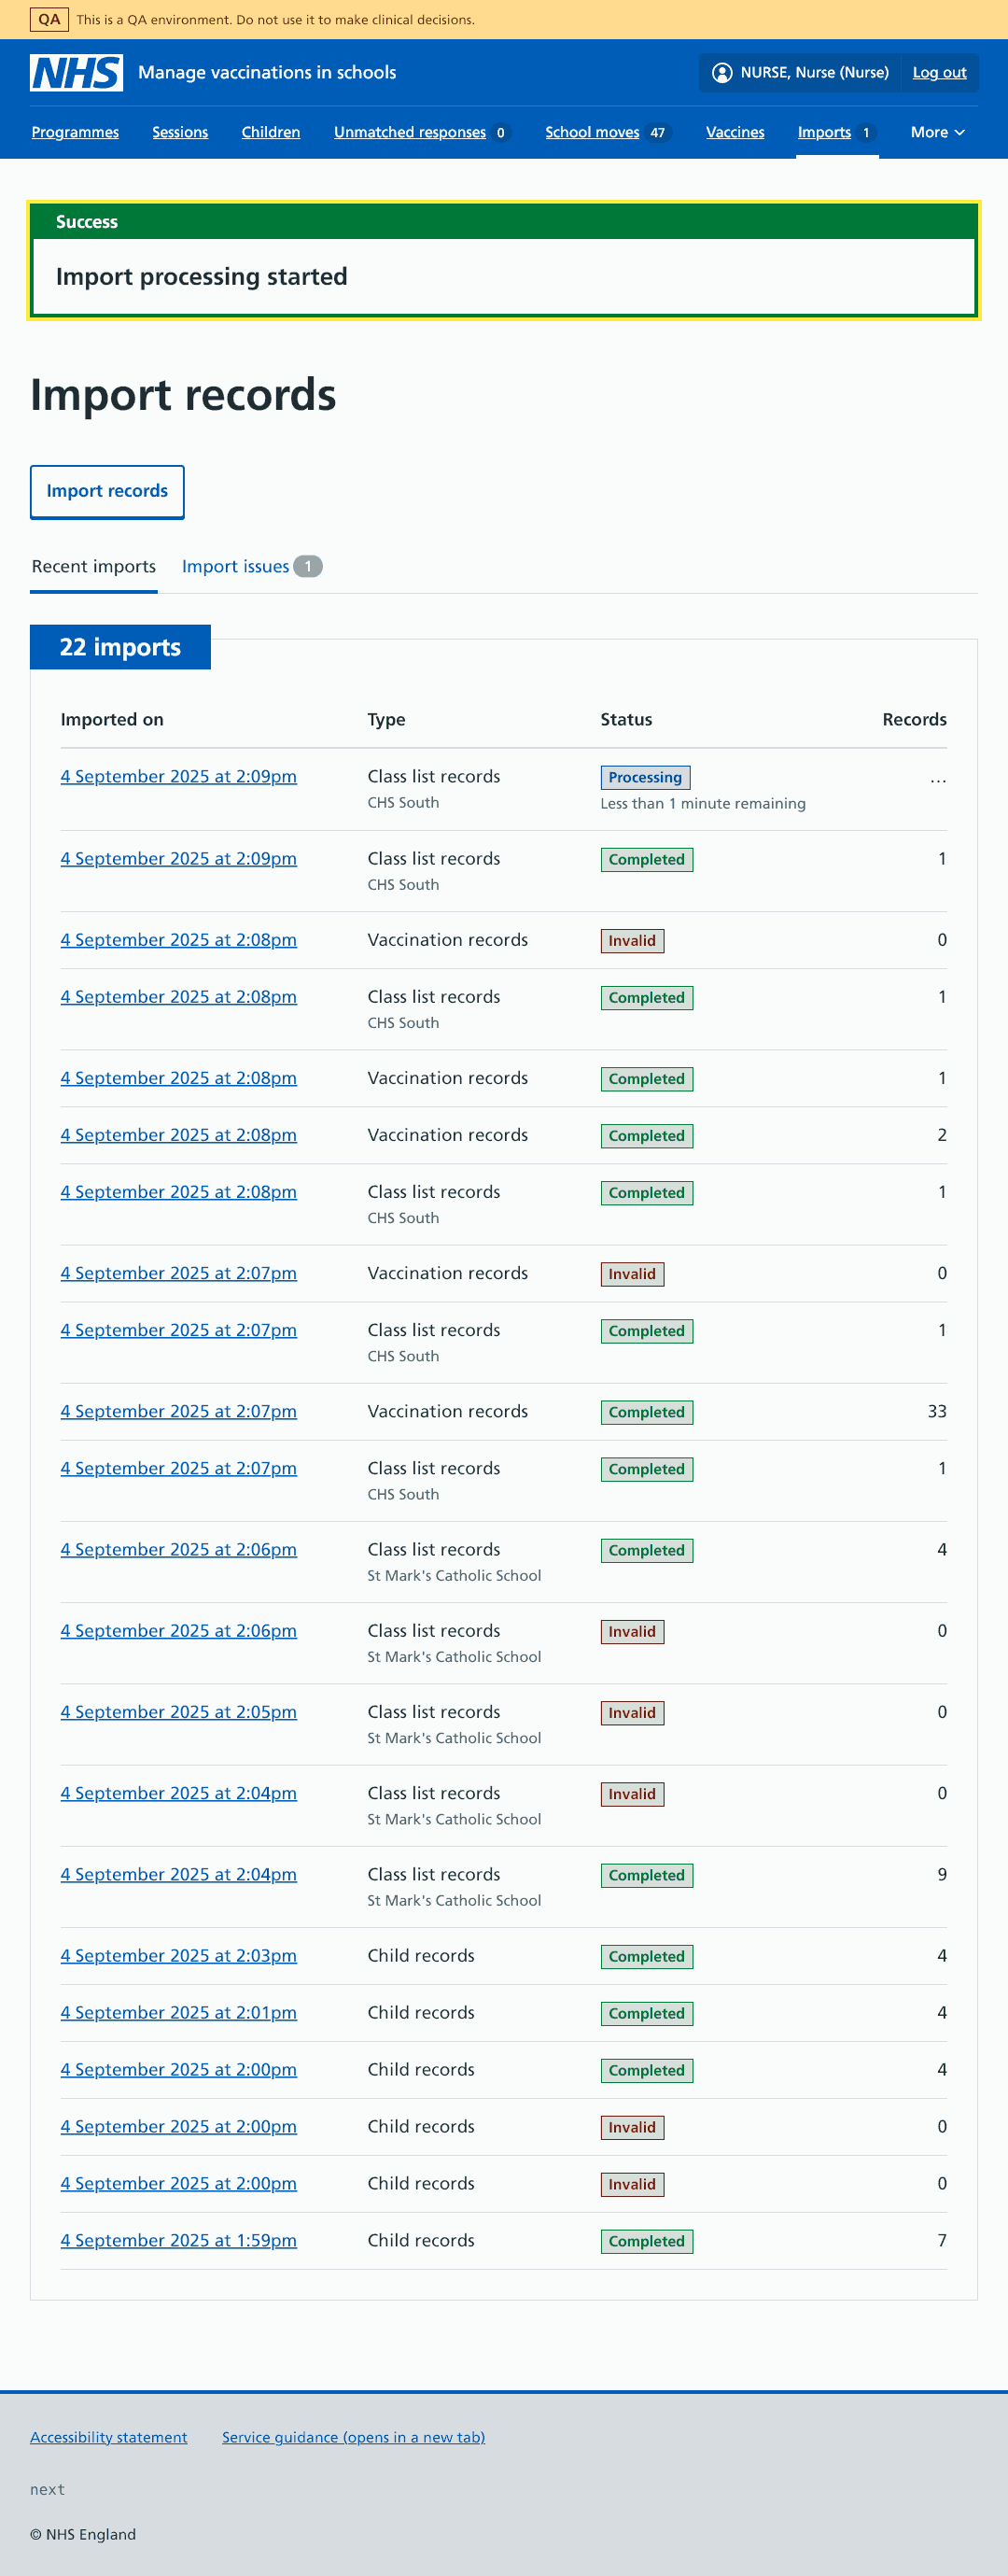 QA This is a QA environment. Do not use it to make clinical decisions.
NHS Manage vaccinations in schools NURSE, Nurse (Nurse) Log out
Programmes Sessions Children Unmatched responses 0 School moves 47 Vaccines Imports 1 More
Success
Import processing started
Import records
Import records
Recent imports Import issues 1
22 imports
Imported on Type Status Records
4 September 2025 at 2:09pm Class list records Processing ...
CHS South Less than 1 minute remaining
4 September 2025 at 2:09pm Class list records Completed 1
CHS South
4 September 2025 at 2:08pm Vaccination records Invalid 0
4 September 2025 at 2:08pm Class list records Completed 1
CHS South
4 September 2025 at 2:08pm Vaccination records Completed 1
4 September 2025 at 2:08pm Vaccination records Completed 2
4 September 2025 at 2:08pm Class list records Completed 1
CHS South
4 September 2025 at 2:07pm Vaccination records Invalid 0
4 September 2025 at 2:07pm Class list records Completed 1
CHS South
4 September 2025 at 2:07pm Vaccination records Completed 33
4 September 2025 at 2:07pm Class list records Completed 1
CHS South
4 September 2025 at 2:06pm Class list records Completed 4
St Mark's Catholic School
4 September 2025 at 2:06pm Class list records Invalid 0
St Mark's Catholic School
4 September 2025 at 2:05pm Class list records Invalid 0
St Mark's Catholic School
4 September 2025 at 2:04pm Class list records Invalid 0
St Mark's Catholic School
4 September 2025 at 2:04pm Class list records Completed 9
St Mark's Catholic School
4 September 2025 at 2:03pm Child records Completed 4
4 September 2025 at 2:01pm Child records Completed 4
4 September 2025 at 2:00pm Child records Completed 4
4 September 2025 at 2:00pm Child records Invalid 0
4 September 2025 at 2:00pm Child records Invalid 0
4 September 2025 at 1:59pm Child records Completed 7
Accessibility statement Service guidance (opens in a new tab)
next
© NHS England